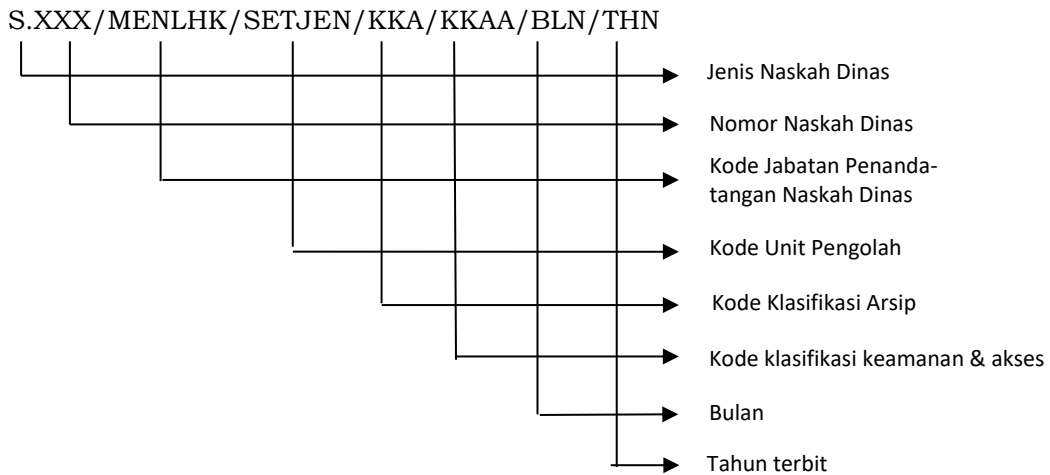 S.XXX/MENLHK/SETJEN/KKA/KKAA/BLN/THN
Jenis Naskah Dinas
Nomor Naskah Dinas
Kode Jabatan Penanda-
tangan Naskah Dinas
Kode Unit Pengolah
Kode Klasifikasi Arsip
Kode klasifikasi keamanan & akses
Bulan
Tahun terbit